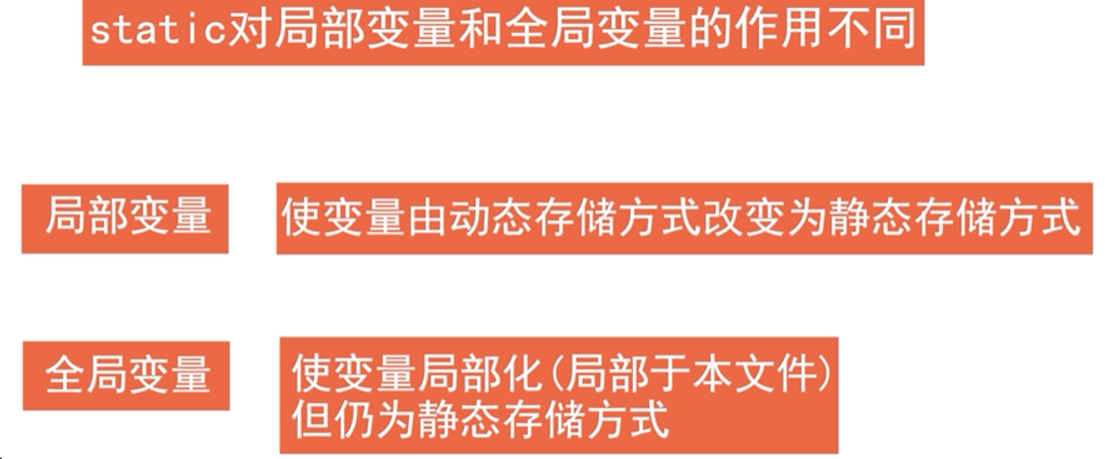 static对局部变量和全局变量的作用不同
局部变量
使变量由动态存储方式改变为静态存储方式
全局变量
使变量局部化(局部于本文件)
但仍为静态存储方式